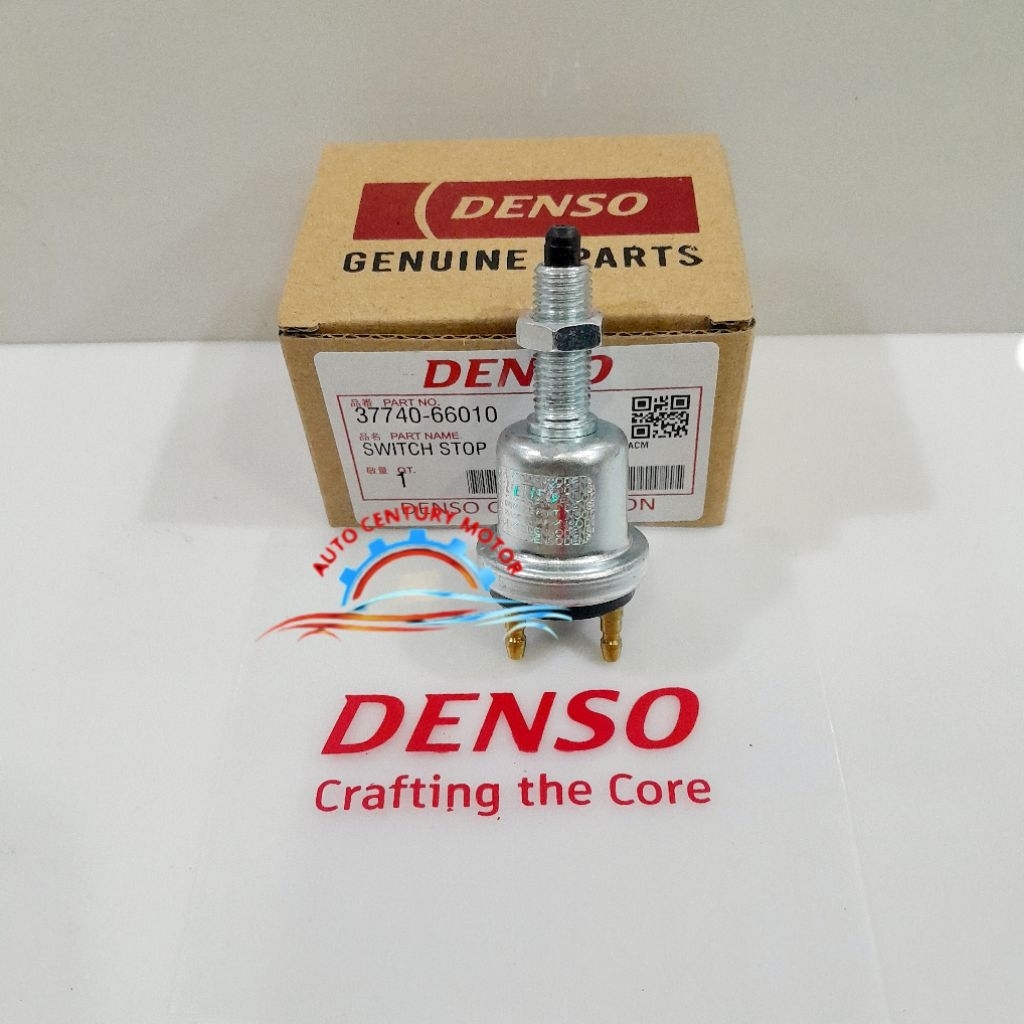 DENSO
GENUINE PARTS
DENSO
品番 PART NO.
37740-66010
品名 PART NAME.
SWITCH STOP
ACM
数量 QT.
1
DENSO CORPORATION
AUTO CENTURY MOTOR
DENSO
Crafting the Core